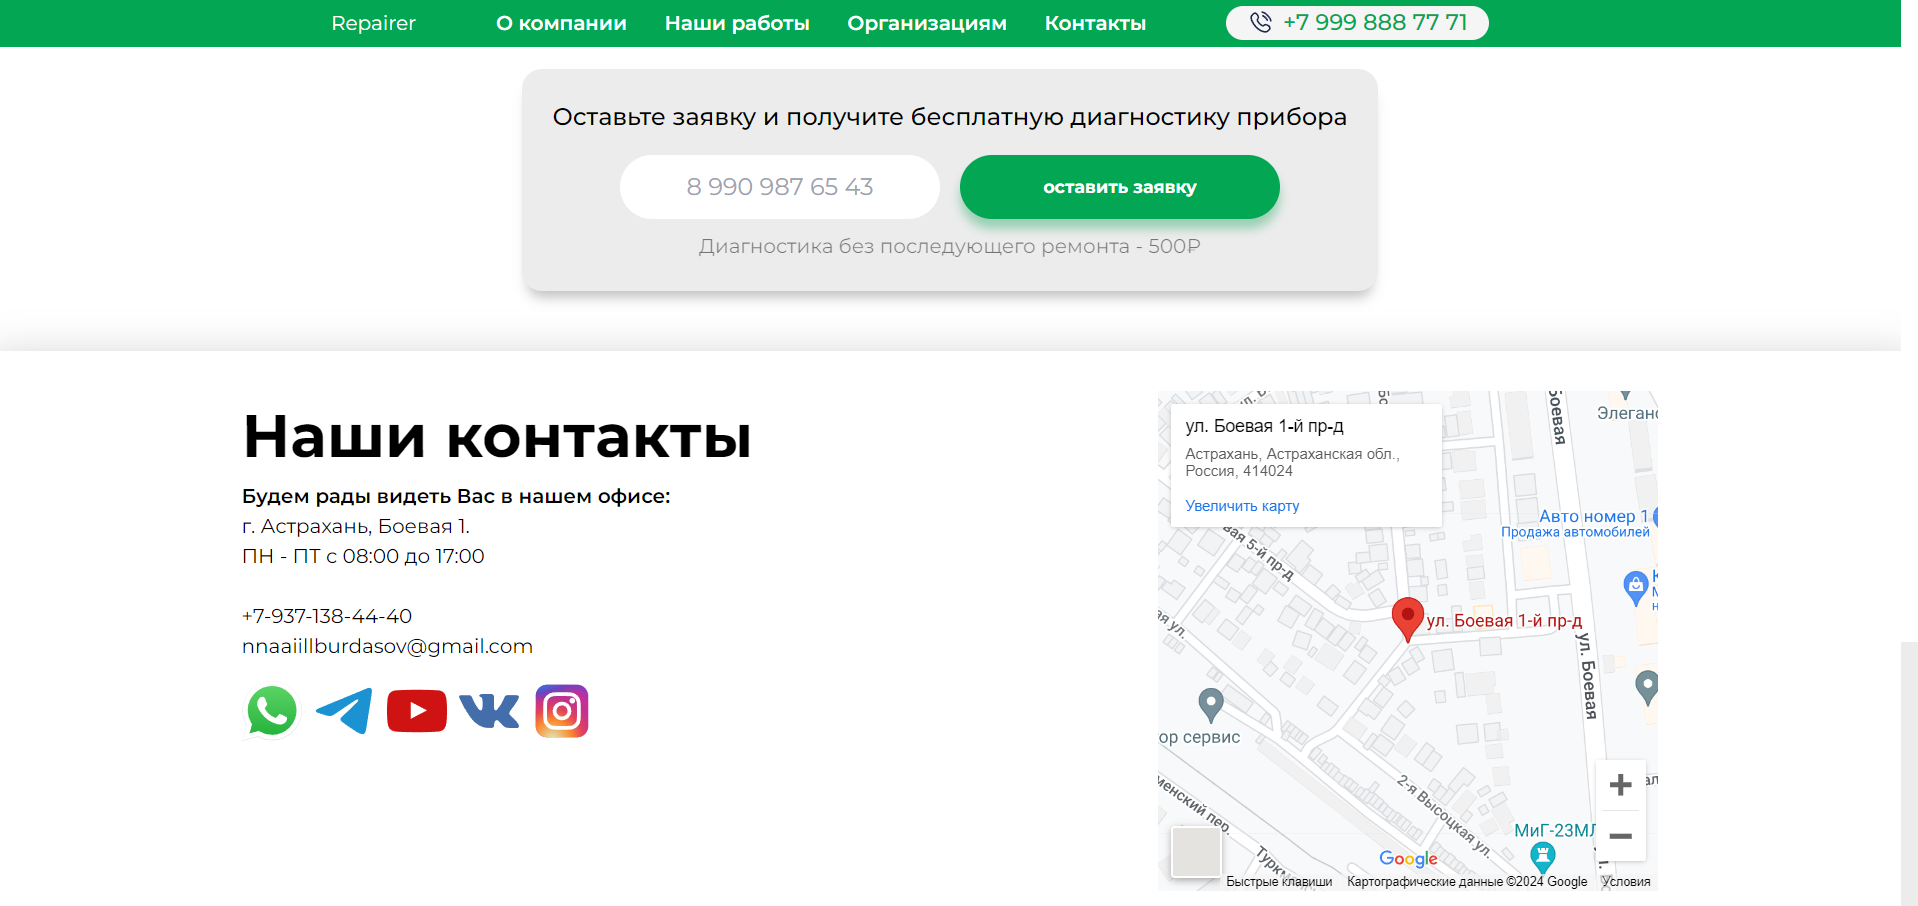 Repairer
О компании
Наши работы
Организациям
Контакты
+7 999 888 77 71
Оставьте заявку и получите бесплатную диагностику прибора
8 990 987 65 43
оставить заявку
Диагностика без последующего ремонта - 500₽
Наши контакты
Будем рады видеть Вас в нашем офисе:
г. Астрахань, Боевая 1.
ПН - ПТ с 08:00 до 17:00
+7-937-138-44-40
nnaaiillburdasov@gmail.com
ул. Боевая 1-й пр-д
Астрахань, Астраханская обл.,
Россия, 414024
Увеличить карту
Боевая
Элеганс
Авто номер 1
Продажа автомобилей
вая 5-й пр-д
ул. Боевая 1-й пр-д
ая ул.
ул. Боевая
ор сервис
2-я Высоцкая ул.
менский пер.
МиГ-23МЛ
Туркм
Google
Быстрые клавиши
Картографические данные ©2024 Google
Условия